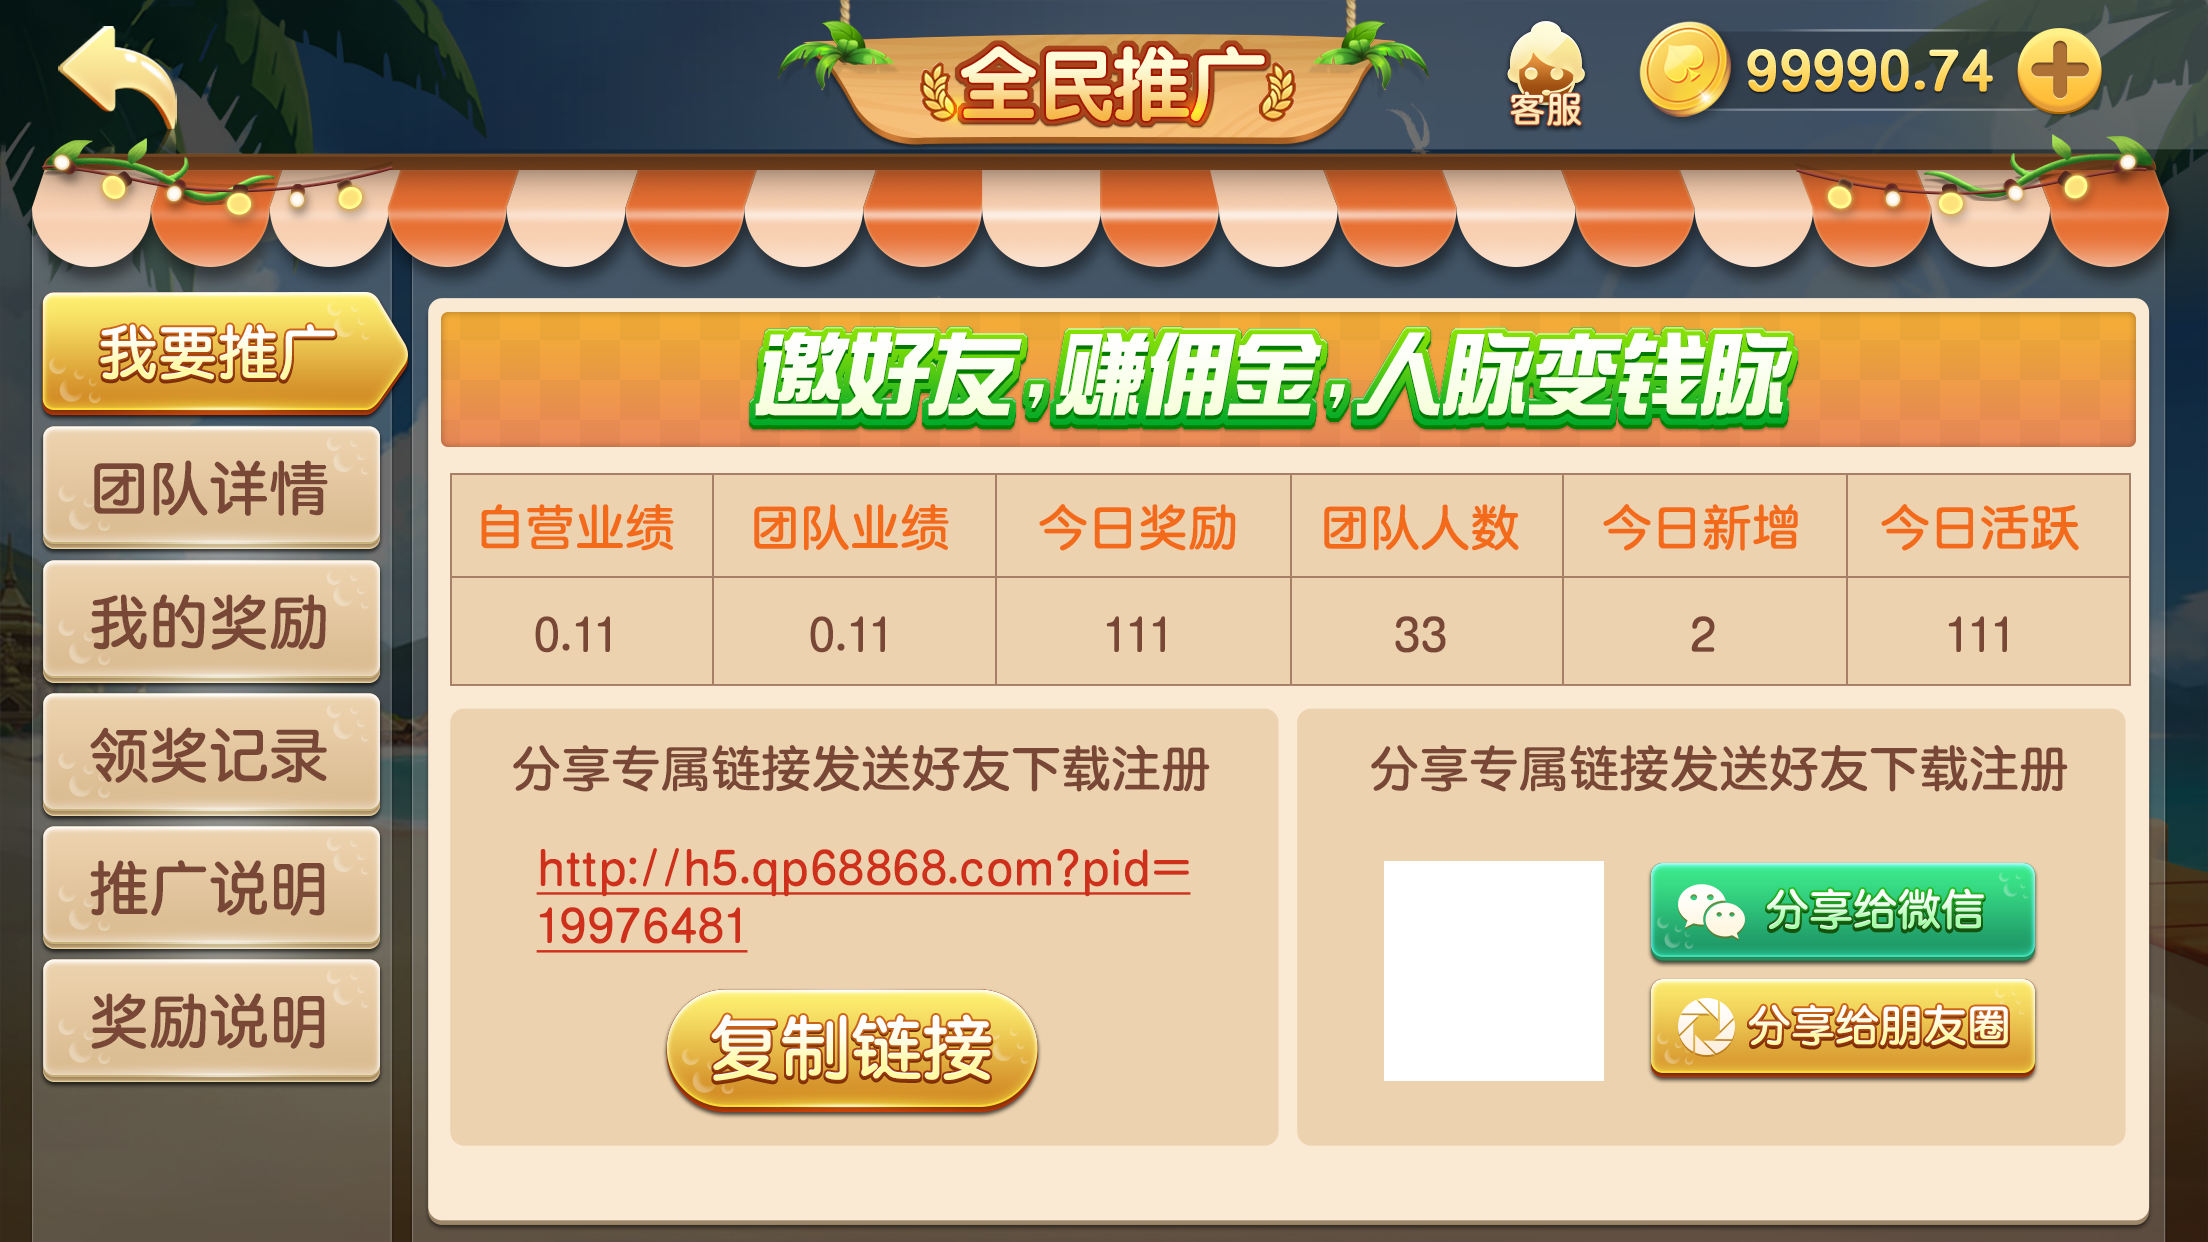 全民推广
客服
99990.74
我要推广
团队详情
我的奖励
领奖记录
推广说明
奖励说明
邀好友,赚佣金,人脉变钱脉
自营业绩 团队业绩 今日奖励 团队人数 今日新增 今日活跃
0.11 0.11 111 33 2 111
分享专属链接发送好友下载注册
http://h5.qp68868.com?pid=
19976481
复制链接
分享专属链接发送好友下载注册
分享给微信
分享给朋友圈